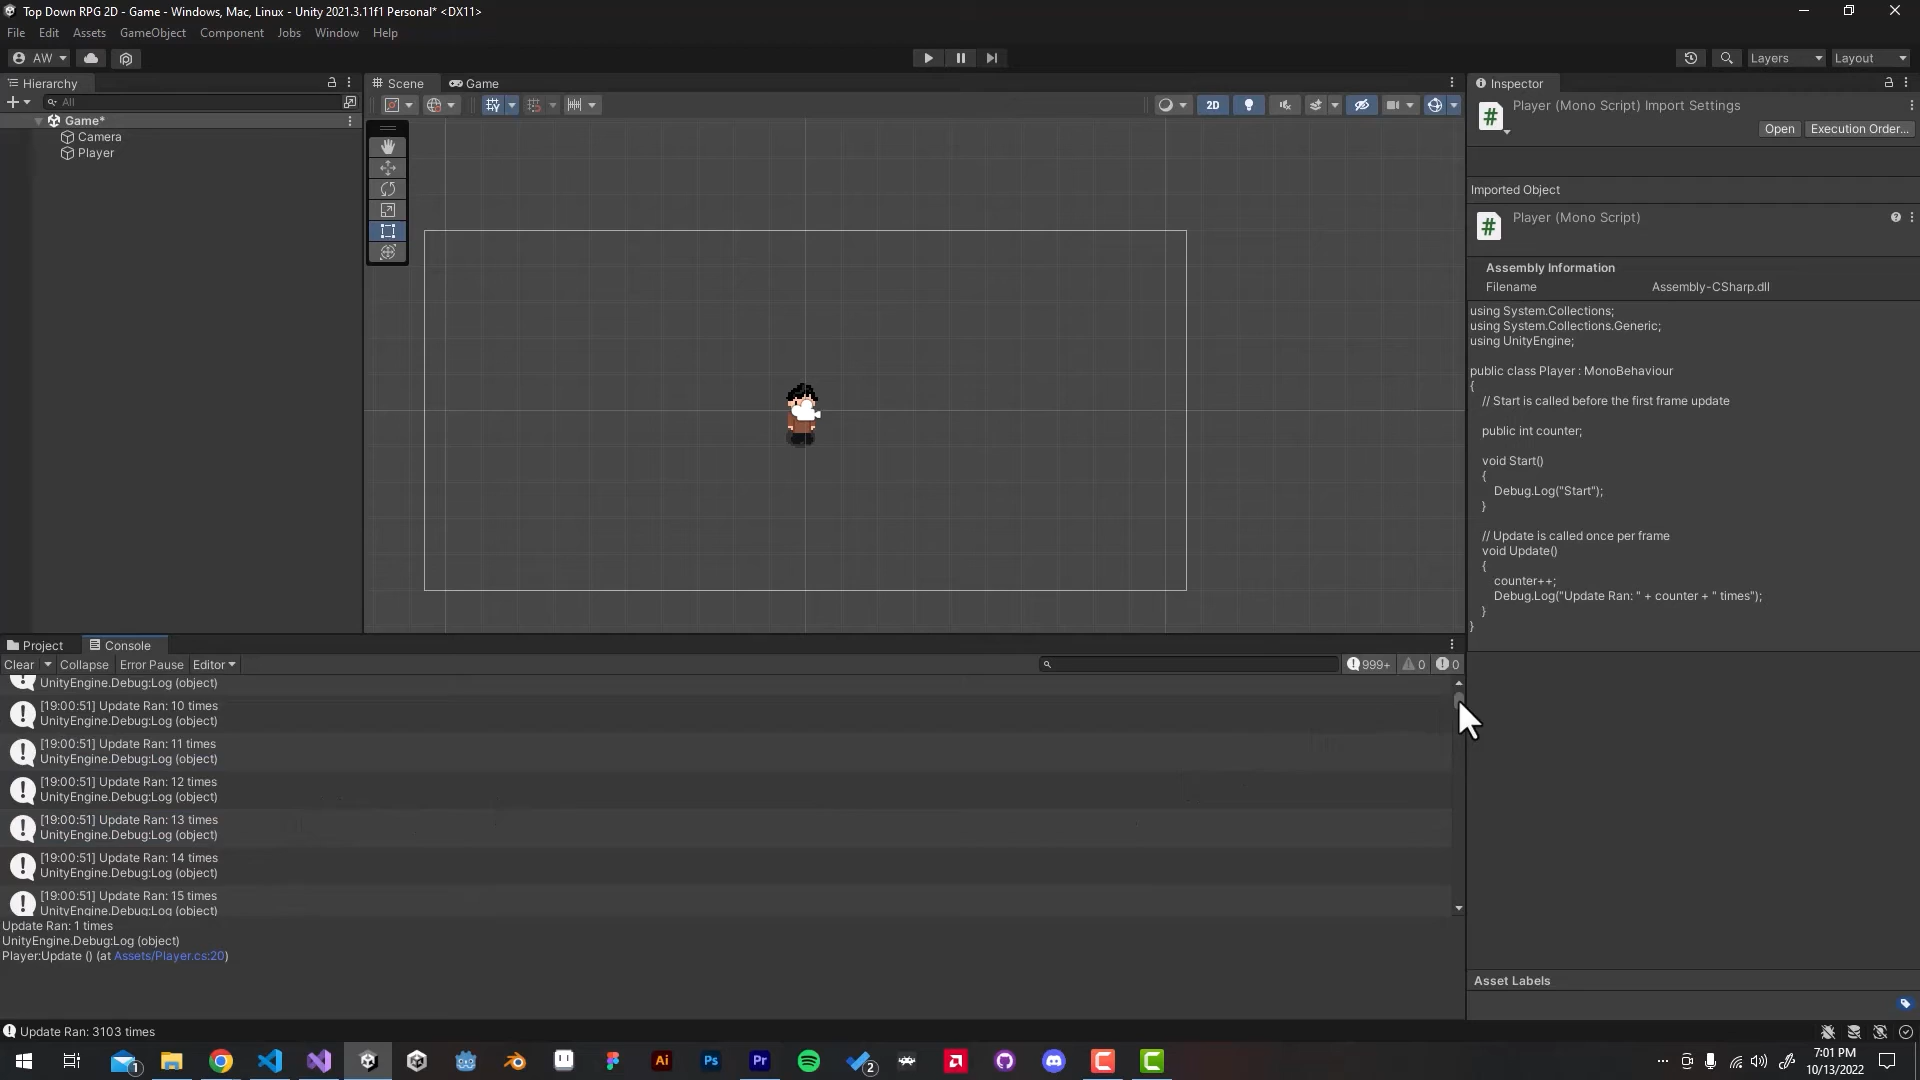 Top Down RPG 2D - Game - Windows, Mac, Linux - Unity 2021.3.11f1 Personal* <DX11>
File Edit Assets GameObject Component Jobs Window Help
AW
Layers Layout
Hierarchy
All
Game*
Camera
Player
Scene Game
2D
Inspector
Player (Mono Script) Import Settings
Open Execution Order...
Imported Object
Player (Mono Script)
Assembly Information
Filename Assembly-CSharp.dll
using System.Collections;
using System.Collections.Generic;
using UnityEngine;
public class Player : MonoBehaviour
{
// Start is called before the first frame update
public int counter;
void Start()
{
Debug.Log("Start");
}
// Update is called once per frame
void Update()
{
counter++;
Debug.Log("Update Ran: " + counter + " times");
}
}
Asset Labels
Project Console
Clear Collapse Error Pause Editor
999+ 0 0
UnityEngine.Debug:Log (object)
[19:00:51] Update Ran: 10 times
UnityEngine.Debug:Log (object)
[19:00:51] Update Ran: 11 times
UnityEngine.Debug:Log (object)
[19:00:51] Update Ran: 12 times
UnityEngine.Debug:Log (object)
[19:00:51] Update Ran: 13 times
UnityEngine.Debug:Log (object)
[19:00:51] Update Ran: 14 times
UnityEngine.Debug:Log (object)
[19:00:51] Update Ran: 15 times
UnityEngine.Debug:Log (object)
Update Ran: 1 times
UnityEngine.Debug:Log (object)
Player:Update () (at Assets/Player.cs:20)
Update Ran: 3103 times
1
Ai
Ps
Pr
2
7:01 PM
10/13/2022